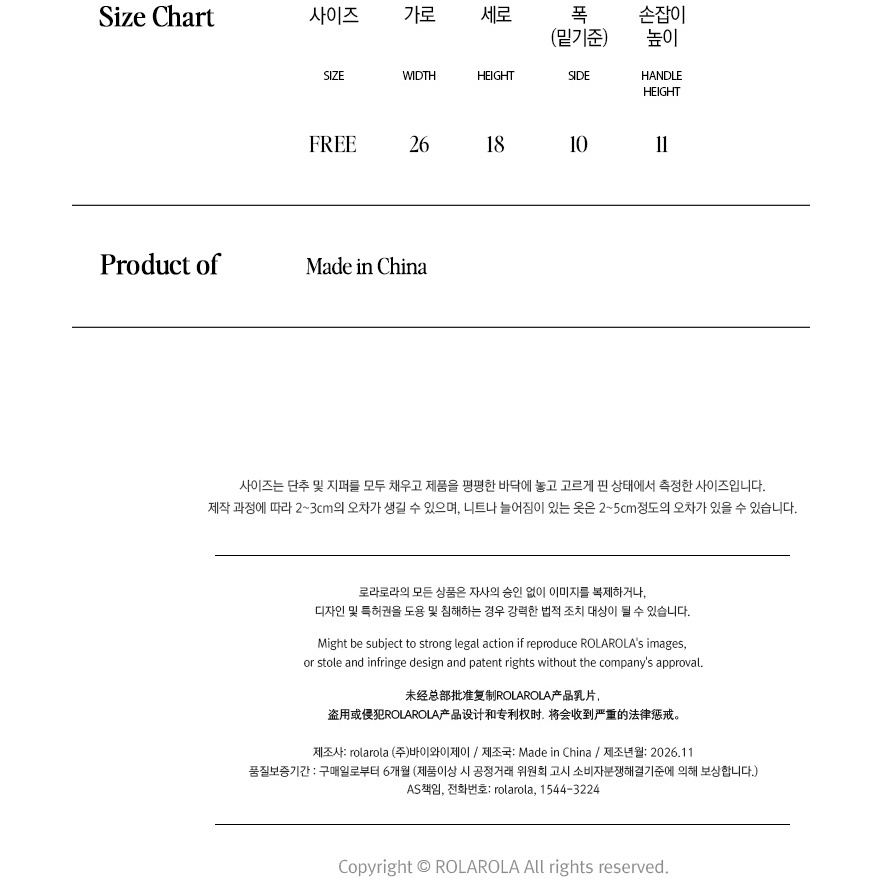 Size Chart
사이즈 가로 세로 폭 (밑기준) 손잡이 높이
SIZE WIDTH HEIGHT SIDE HANDLE HEIGHT
FREE 26 18 10 11
Product of Made in China
사이즈는 단추 및 지퍼를 모두 채우고 제품을 평평한 바닥에 놓고 고르게 핀 상태에서 측정한 사이즈입니다.
제작 과정에 따라 2~3cm의 오차가 생길 수 있으며, 니트나 늘어짐이 있는 옷은 2~5cm정도의 오차가 있을 수 있습니다.
로라로라의 모든 상품은 자사의 승인 없이 이미지를 복제하거나,
디자인 및 특허권을 도용 및 침해하는 경우 강력한 법적 조치 대상이 될 수 있습니다.
Might be subject to strong legal action if reproduce ROLAROLA's images,
or stole and infringe design and patent rights without the company's approval.
未经总部批准复制ROLAROLA产品乳片,
盗用或侵犯ROLAROLA产品设计和专利权时, 将会收到严重的法律惩戒。
제조사: rolarola (주)바이와이제이 / 제조국: Made in China / 제조년월: 2026.11
품질보증기간 : 구매일로부터 6개월 (제품이상 시 공정거래 위원회 고시 소비자분쟁해결기준에 의해 보상합니다.)
AS책임, 전화번호: rolarola, 1544-3224
Copyright © ROLAROLA All rights reserved.